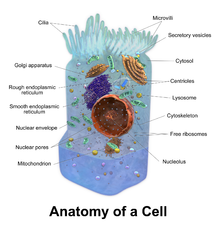 Cilia
Microvilli
Secretory vesicles
Golgi apparatus
Cytosol
Rough endoplasmic
reticulum
Centricles
Lysosome
Smooth endoplasmic
reticulum
Cytoskeleton
Nuclear envelope
Free ribosomes
Nuclear pores
Mitochondrion
Nucleolus
Anatomy of a Cell